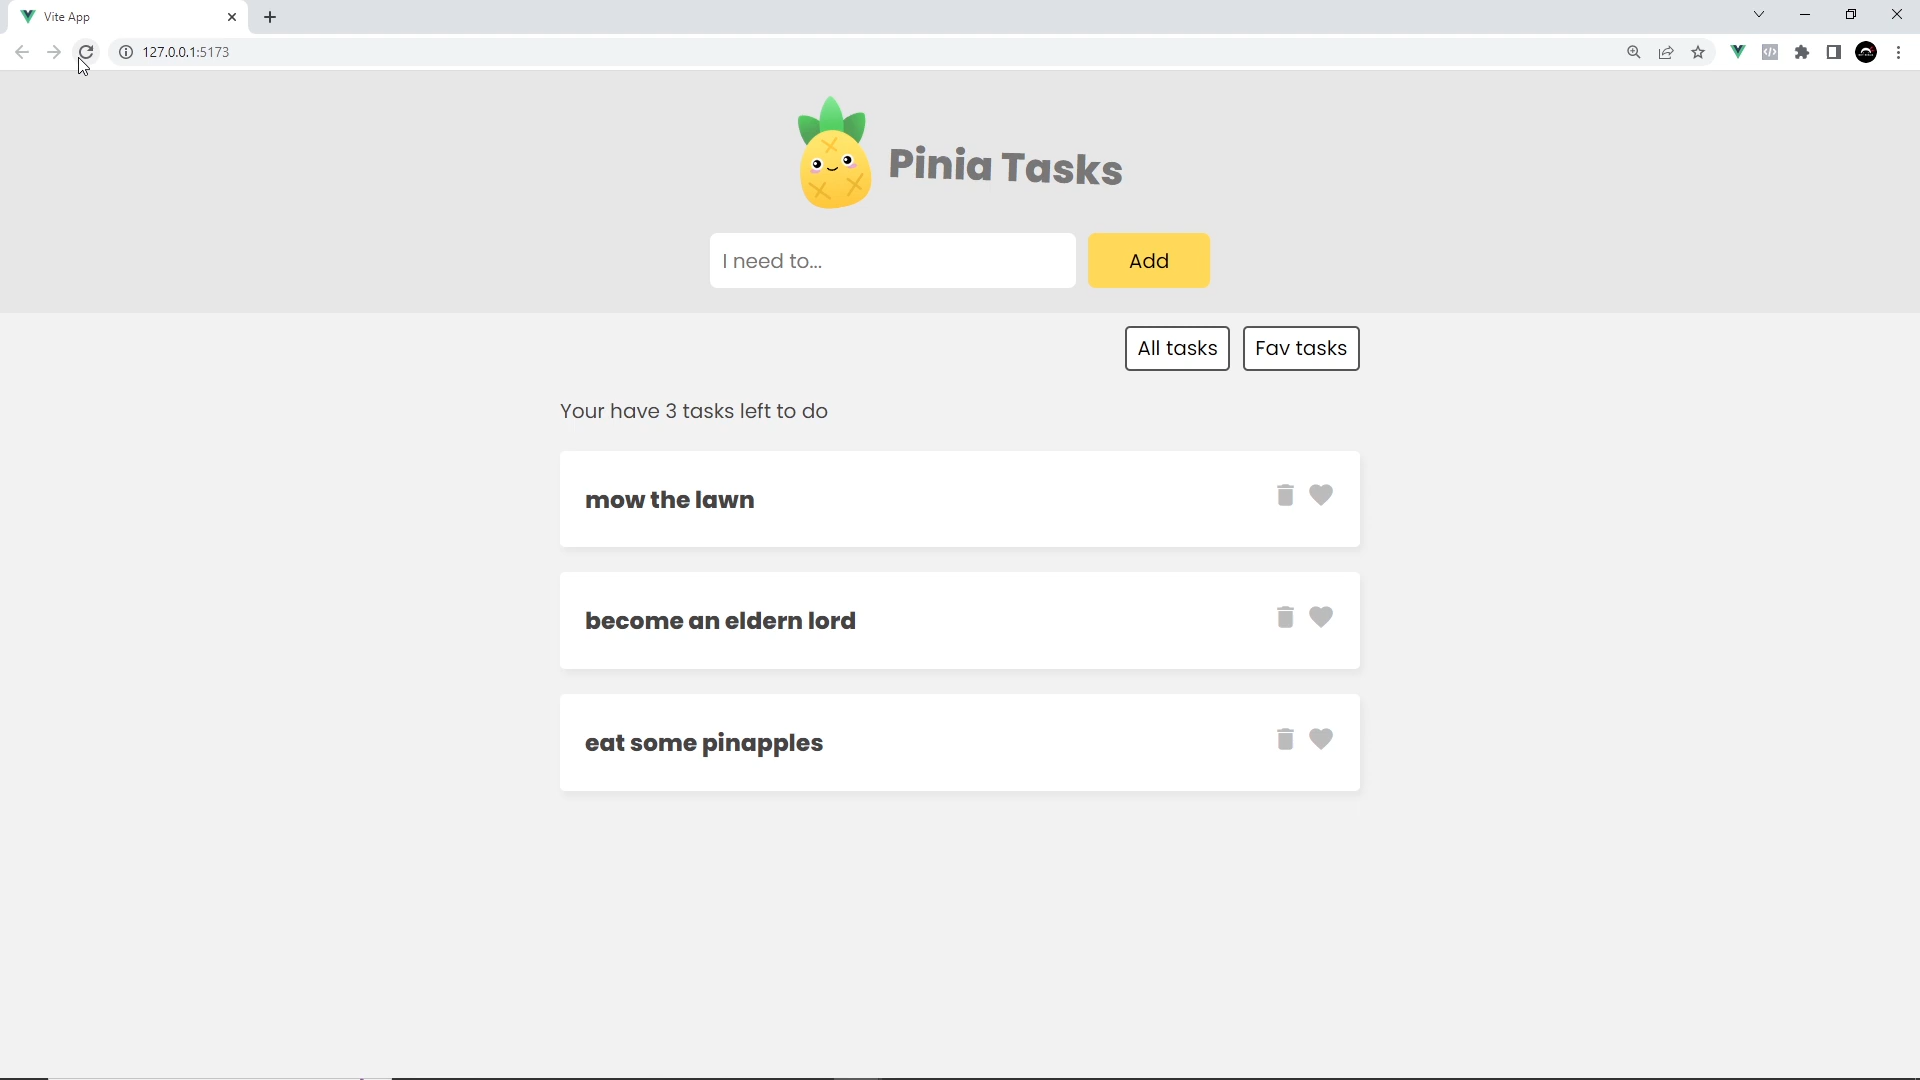 Vite App
127.0.0.1:5173
Pinia Tasks
I need to...
Add
All tasks
Fav tasks
Your have 3 tasks left to do
mow the lawn
become an eldern lord
eat some pinapples